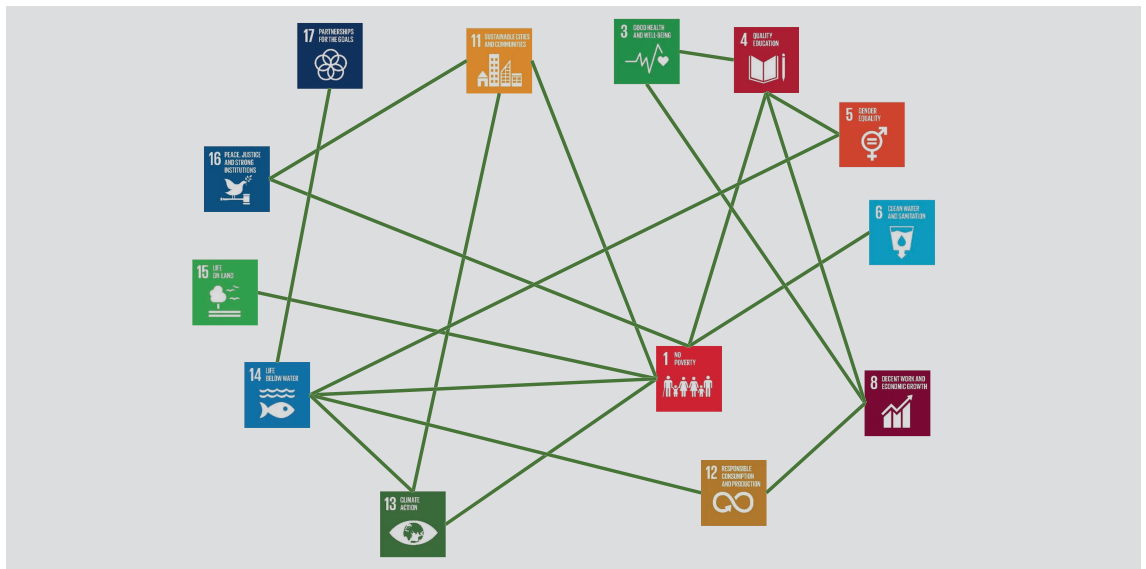 17 PARTNERSHIPS
FOR THE GOALS
11 SUSTAINABLE CITIES
AND COMMUNITIES
3 GOOD HEALTH
AND WELL-BEING
4 QUALITY
EDUCATION
5 GENDER
EQUALITY
16 PEACE, JUSTICE
AND STRONG
INSTITUTIONS
6 CLEAN WATER
AND SANITATION
15 LIFE
ON LAND
1 NO
POVERTY
14 LIFE
BELOW WATER
8 DECENT WORK AND
ECONOMIC GROWTH
12 RESPONSIBLE
CONSUMPTION
AND PRODUCTION
13 CLIMATE
ACTION